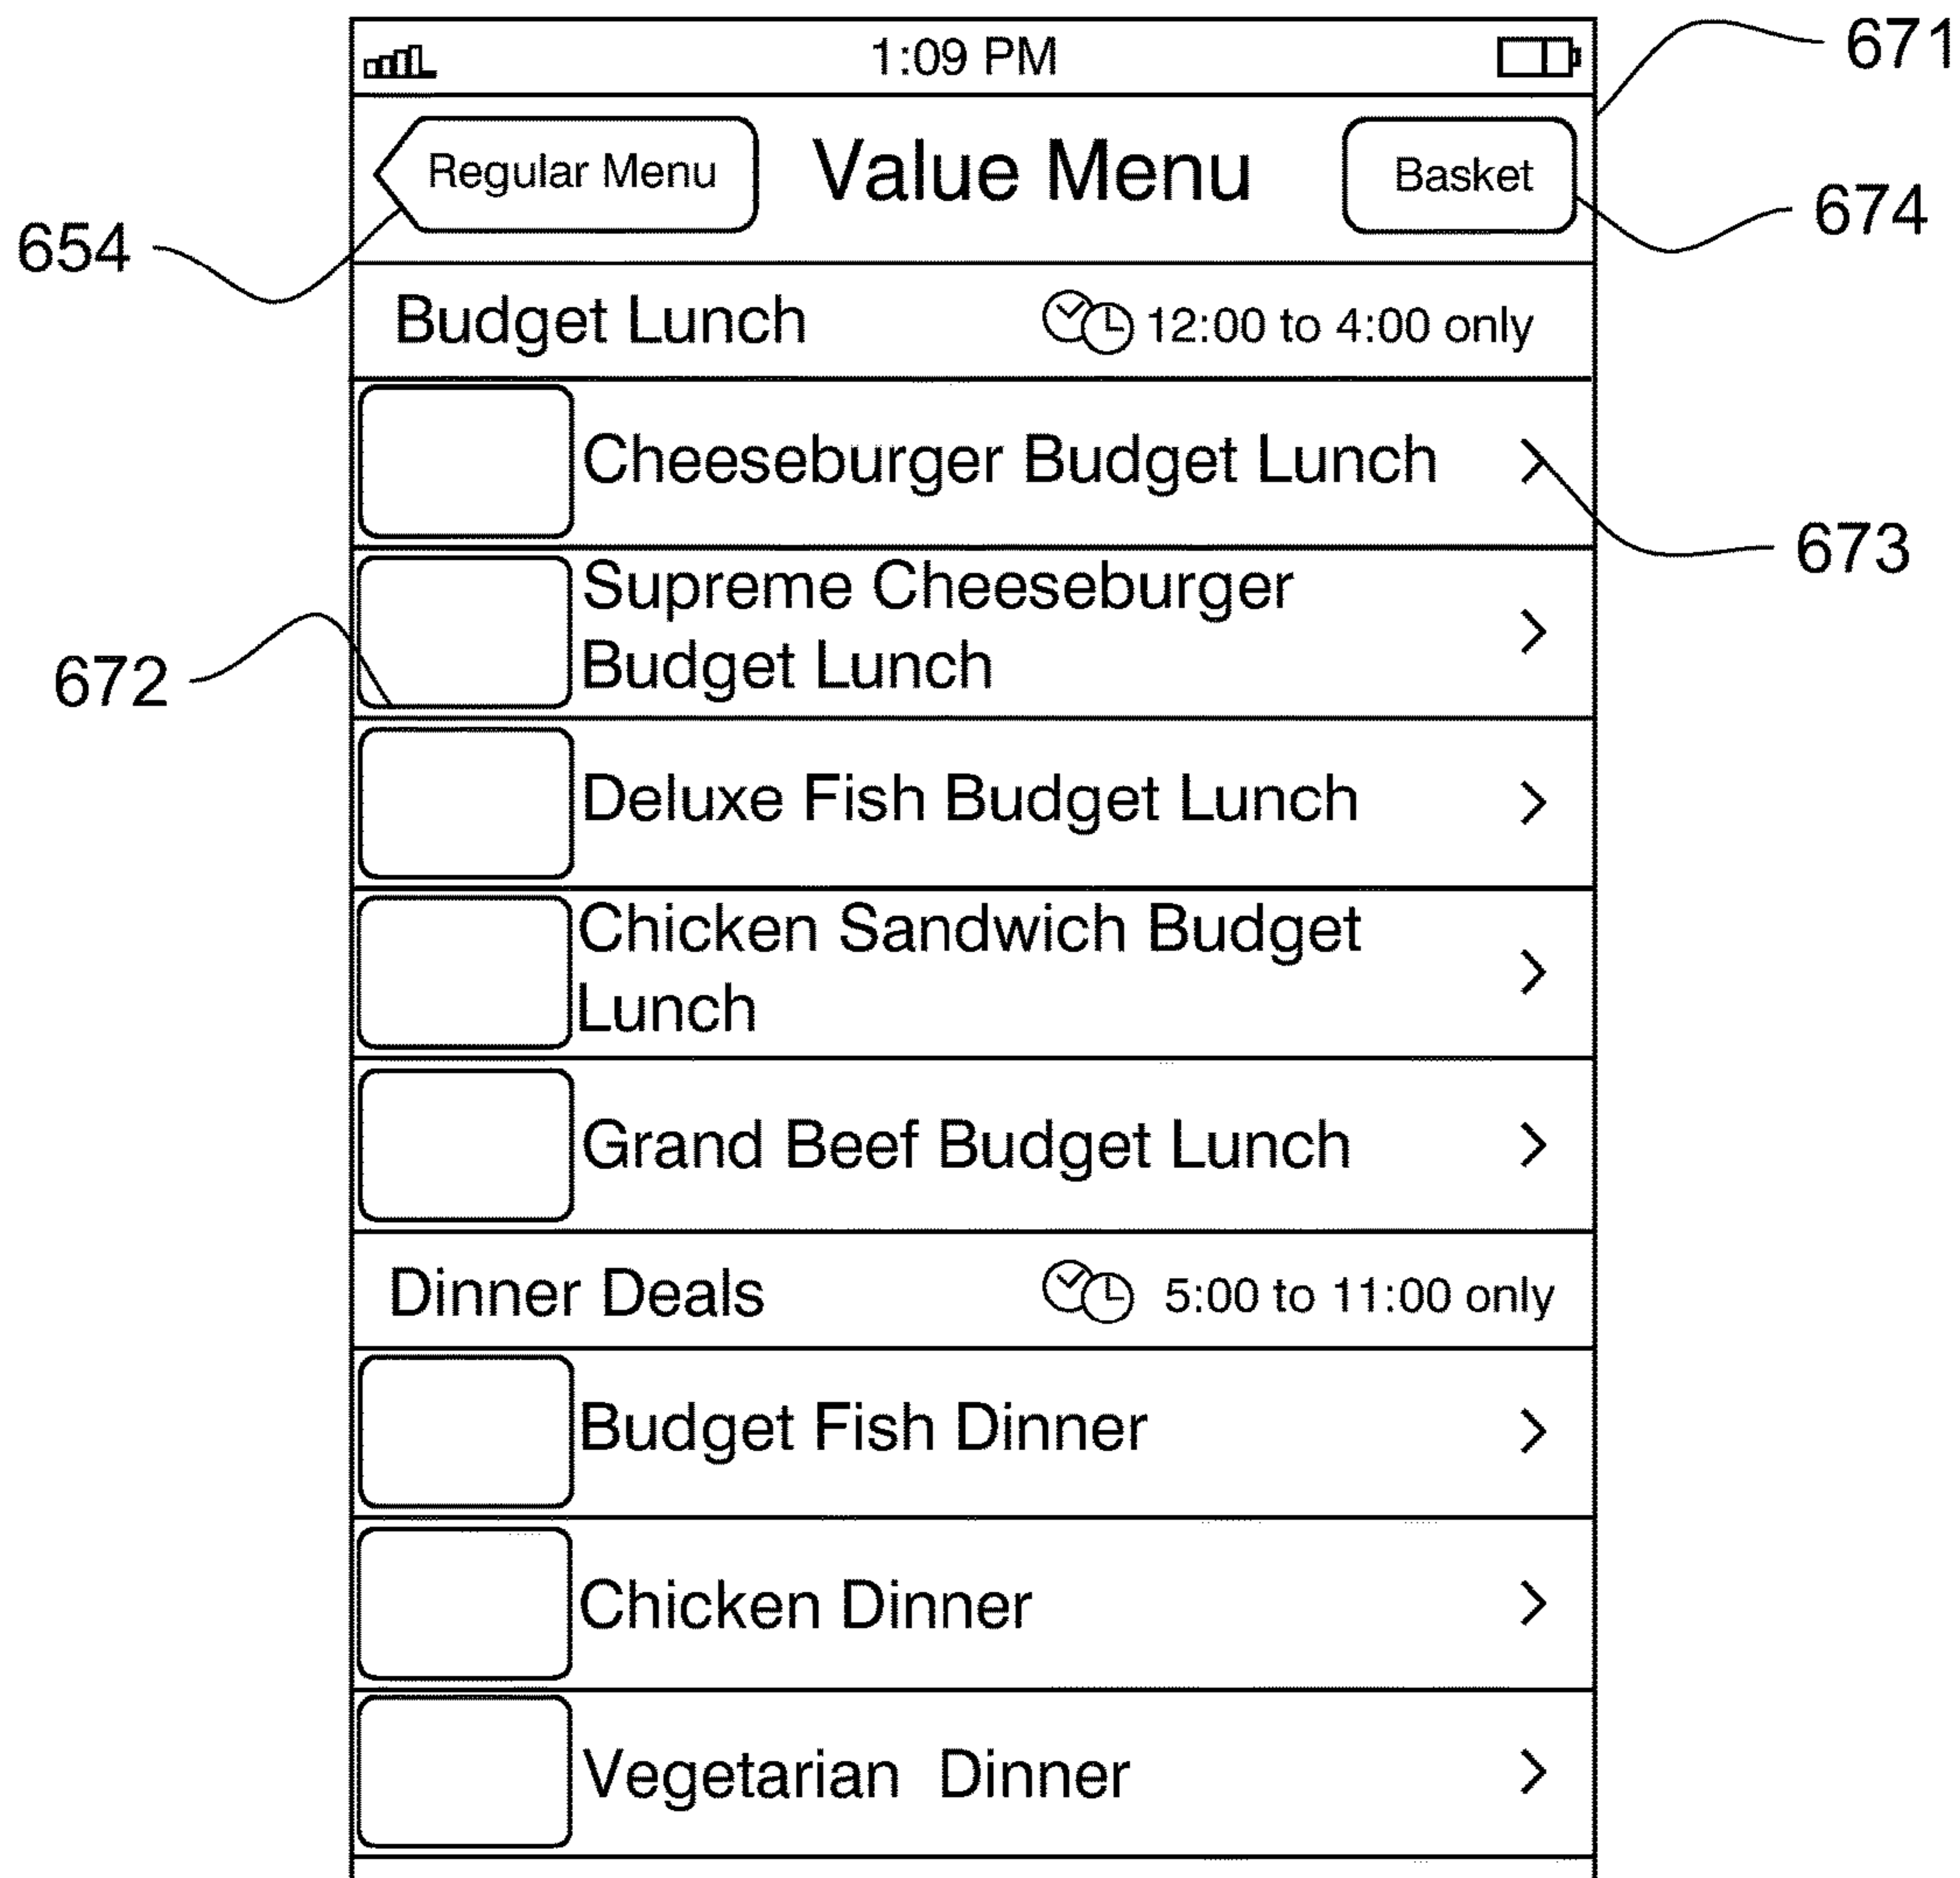 1:09 PM
671
Regular Menu
Value Menu
Basket
674
654
Budget Lunch
12:00 to 4:00 only
Cheeseburger Budget Lunch
673
Supreme Cheeseburger
Budget Lunch
672
Deluxe Fish Budget Lunch
Chicken Sandwich Budget
Lunch
Grand Beef Budget Lunch
Dinner Deals
5:00 to 11:00 only
Budget Fish Dinner
Chicken Dinner
Vegetarian Dinner